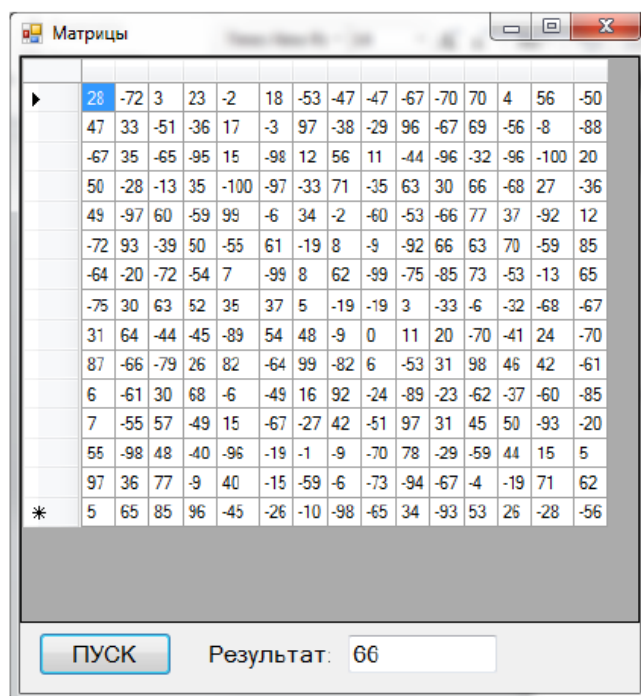 Матрицы
28 -72 3 23 -2 18 -53 -47 -47 -67 -70 70 4 56 -50
47 33 -51 -36 17 -3 97 -38 -29 96 -67 69 -56 -8 -88
-67 35 -65 -95 15 -98 12 56 11 -44 -96 -32 -96 -100 20
50 -28 -13 35 -100 -97 -33 71 -35 63 30 66 -68 27 -36
49 -97 60 -59 99 -6 34 -2 -60 -53 -66 77 37 -92 12
-72 93 -39 50 -55 61 -19 8 -9 -92 66 63 70 -59 85
-64 -20 -72 -54 7 -99 8 62 -99 -75 -85 73 -53 -13 65
-75 30 63 52 35 37 5 -19 -19 3 -33 -6 -32 -68 -67
31 64 -44 -45 -89 54 48 -9 0 11 20 -70 -41 24 -70
87 -66 -79 26 82 -64 99 -82 6 -53 31 98 46 42 -61
6 -61 30 68 -6 -49 16 92 -24 -89 -23 -62 -37 -60 -85
7 -55 57 -49 15 -67 -27 42 -51 97 31 45 50 -93 -20
55 -98 48 -40 -96 -19 -1 -9 -70 78 -29 -59 44 15 5
97 36 77 -9 40 -15 -59 -6 -73 -94 -67 -4 -19 71 62
5 65 85 96 -45 -26 -10 -98 -65 34 -93 53 26 -28 -56
ПУСК Результат: 66